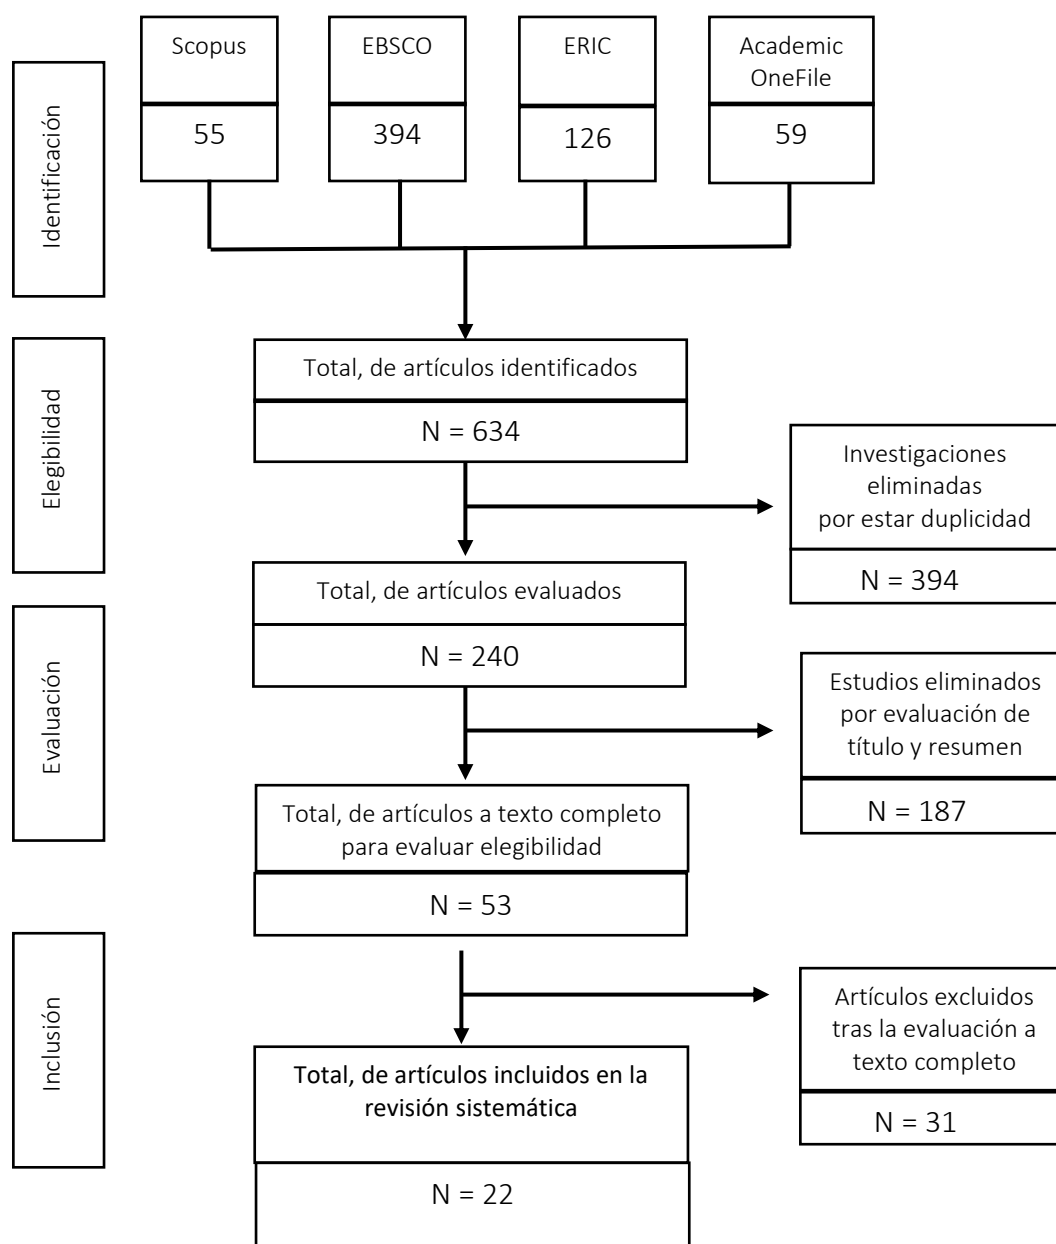 Scopus
55
EBSCO
394
ERIC
126
Academic
OneFile
59
Identificación
Total, de artículos identificados
N = 634
Elegibilidad
Investigaciones
eliminadas
por estar duplicidad
N = 394
Total, de artículos evaluados
N = 240
Evaluación
Estudios eliminados
por evaluación de
título y resumen
N = 187
Total, de artículos a texto completo
para evaluar elegibilidad
N = 53
Inclusión
Artículos excluidos
tras la evaluación a
texto completo
N = 31
Total, de artículos incluidos en la
revisión sistemática
N = 22